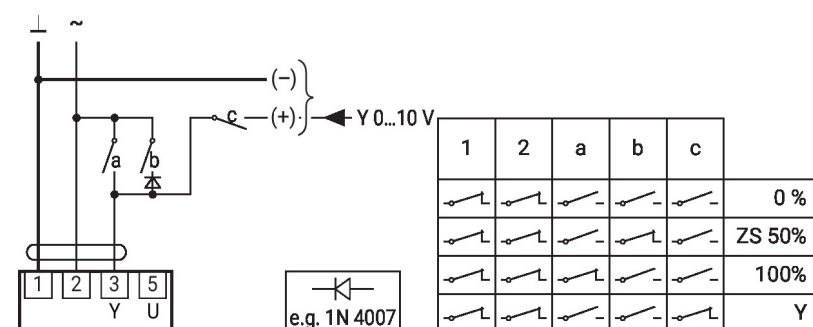 ⊥ ~
(–)
c (+) Y 0...10 V
a b
1 2 3 5
Y U
e.g. 1N 4007
1 2 a b c
0 %
ZS 50%
100%
Y